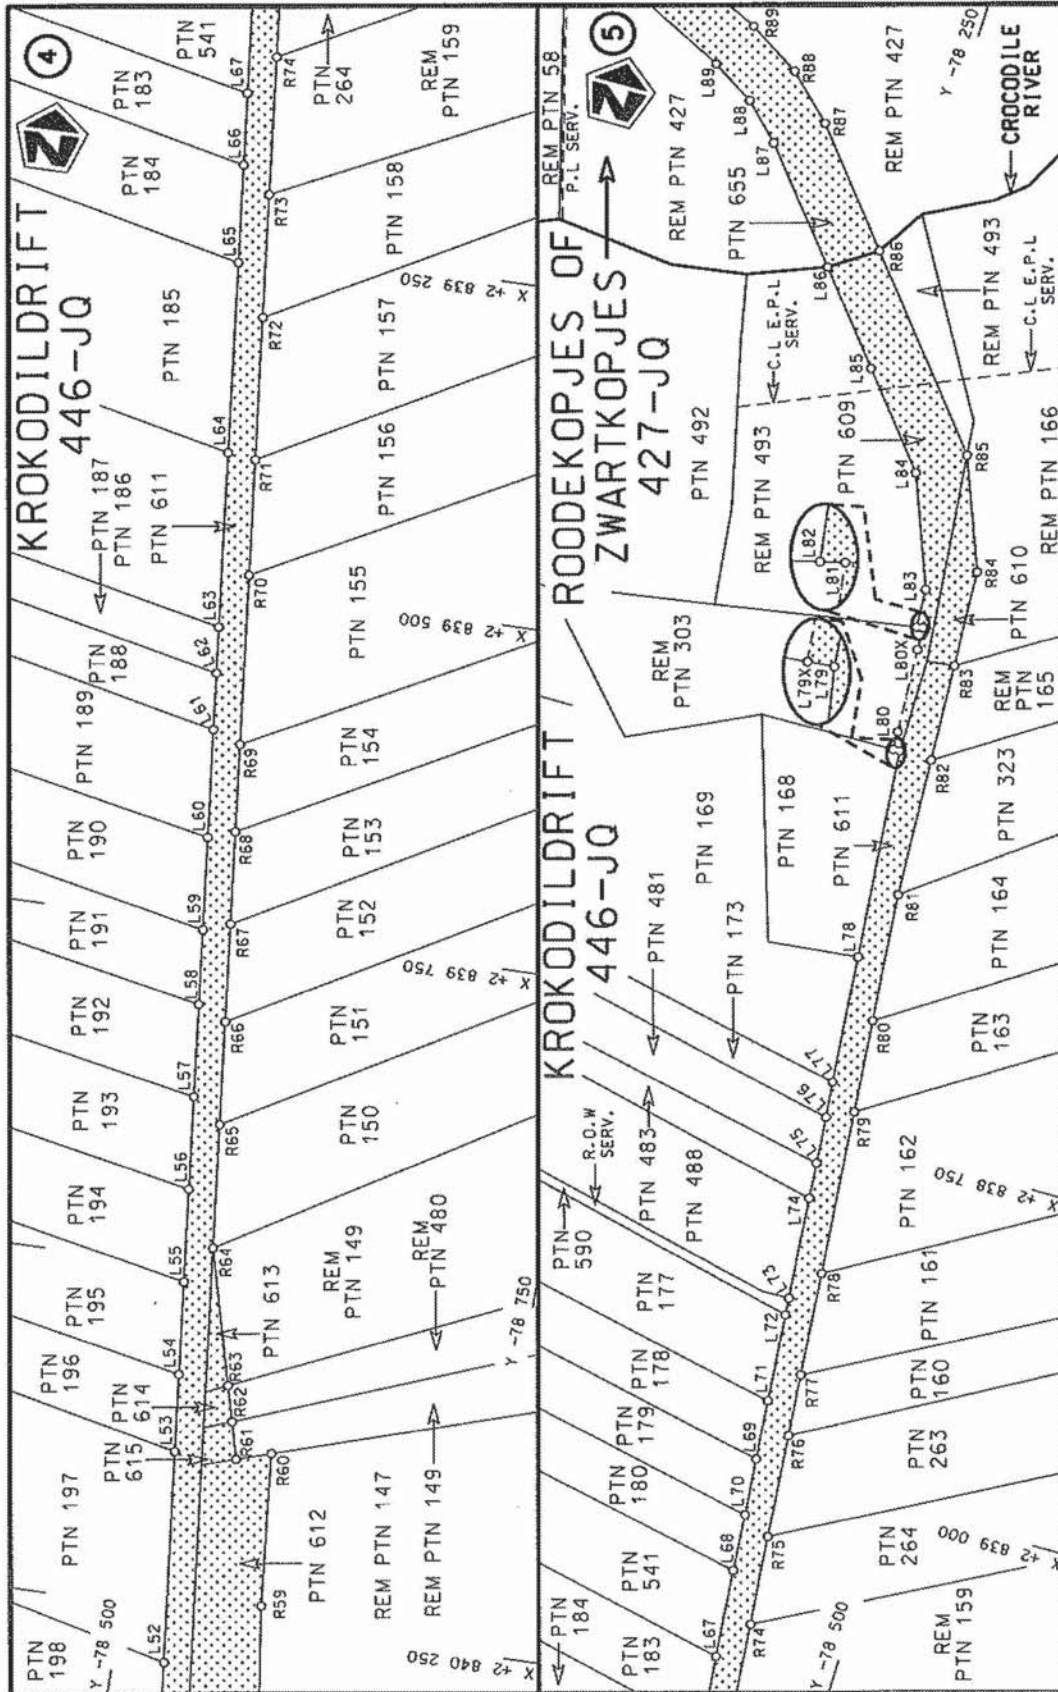 KROKODILDRIFT
446-JQ
4
PTN
541
PTN
183
PTN
184
PTN 185
PTN 187
PTN 186
PTN 611
PTN
188
PTN 189
PTN
190
PTN
191
PTN
192
PTN
193
PTN
194
PTN
195
PTN
196
PTN 197
PTN
198
L67
L66
L65
L64
L63
L62
L61
L60
L59
L58
L57
L56
L55
L54
L53
L52
R74
R73
R72
R71
R70
R69
R68
R67
R66
R65
R64
R63
R62
R61
R60
R59
PTN
264
REM
PTN 159
PTN 158
PTN 157
PTN 156
PTN 155
PTN
154
PTN
153
PTN
152
PTN
151
PTN
150
REM
PTN 149
REM
PTN 480
PTN 613
PTN
614
PTN
615
PTN 612
REM PTN 147
REM PTN 149
X +2 839 250
X +2 839 500
X +2 839 750
X +2 840 250
Y -78 750
Y -78 500
5
ROODEKOPJES OF
ZWARTKOPJES
427-JQ
KROKODILDRIFT
446-JQ
REM PTN 58
P.L SERV.
REM PTN 427
PTN 655
REM PTN 427
Y -78 250
CROCODILE
RIVER
REM PTN 493
C.L E.P.L
SERV.
C.L E.P.L
SERV.
PTN 492
REM PTN 493
PTN 609
REM PTN 166
PTN 610
REM
PTN 303
REM
PTN
165
PTN 323
PTN 168
PTN 169
PTN 611
PTN 164
PTN
163
PTN 481
PTN 173
PTN 483
PTN 488
R.O.W
SERV.
PTN
590
PTN
177
PTN
178
PTN
179
PTN
180
PTN
541
PTN
184
PTN
183
PTN 162
PTN 161
PTN
160
PTN
263
PTN
264
REM
PTN 159
L89
L88
L87
L86
L85
L84
L83
L82
L81
L80X
L80
L79X
L79
L78
L77
L76
L75
L74
L73
L72
L71
L69
L70
L68
L67
R89
R88
R87
R86
R85
R84
R83
R82
R81
R80
R79
R78
R77
R76
R75
R74
X +2 838 750
X +2 839 000
Y -78 500